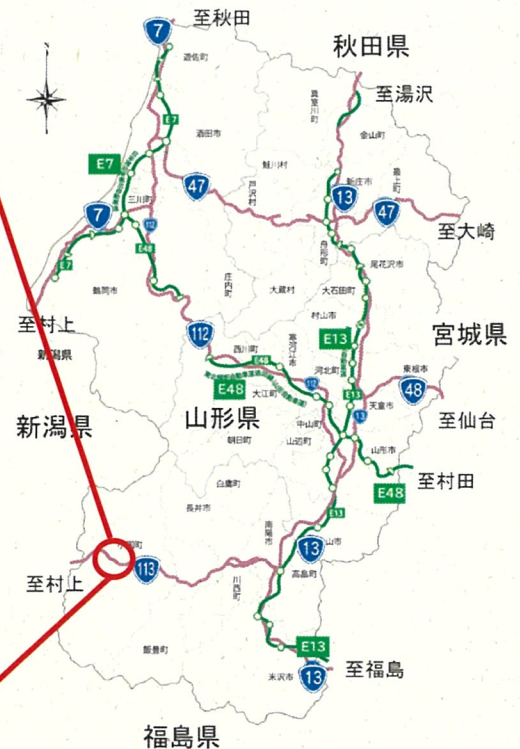 至秋田
7
遊佐町
秋田県
至湯沢
真室川町
金山町
E7
酒田市
E7
鮭川村
最上町
新庄市
戸沢村
47
13
47
三川町
7
112
至大崎
舟形町
E48
尾花沢市
E7
庄内町
大蔵村
大石田町
鶴岡市
村山市
至村上
新潟県
112
西川町
寒河江市
E13
宮城県
E48
河北町
東根市
E48
112
48
大江町
E13
天童市
13
至仙台
新潟県
山形県
中山町
朝日町
山辺町
山形市
至村田
E48
白鷹町
長井市
E13
南陽市
13
山市
113
高畠町
至村上
川西町
飯豊町
E13
至福島
米沢市
13
福島県